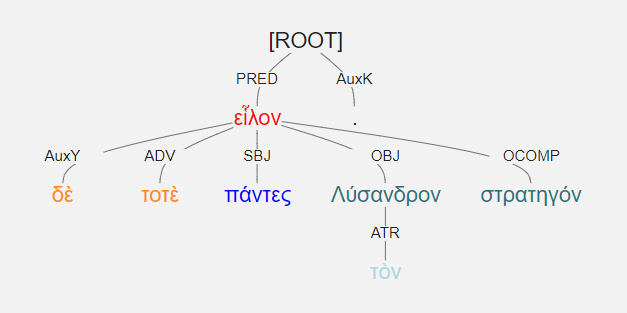 [ROOT]
PRED AuxK
εἷλον .
AuxY ADV SBJ OBJ OCOMP
δὲ τοτὲ πάντες Λύσανδρον στρατηγόν
ATR
τὸν